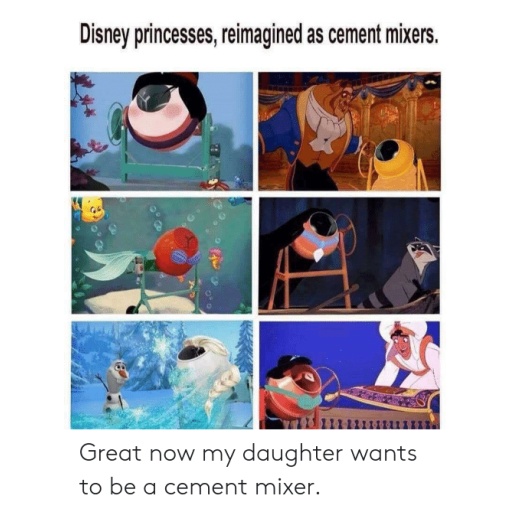 Disney princesses, reimagined as cement mixers.
Great now my daughter wants
to be a cement mixer.